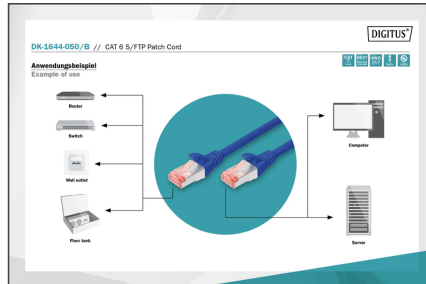 DIGITUS®
DK-1644-050/B // CAT 6 S/FTP Patch Cord
Anwendungsbeispiel
Example of use
CAT
Router
Switch
Wall outlet
Floor tank
Computer
Server